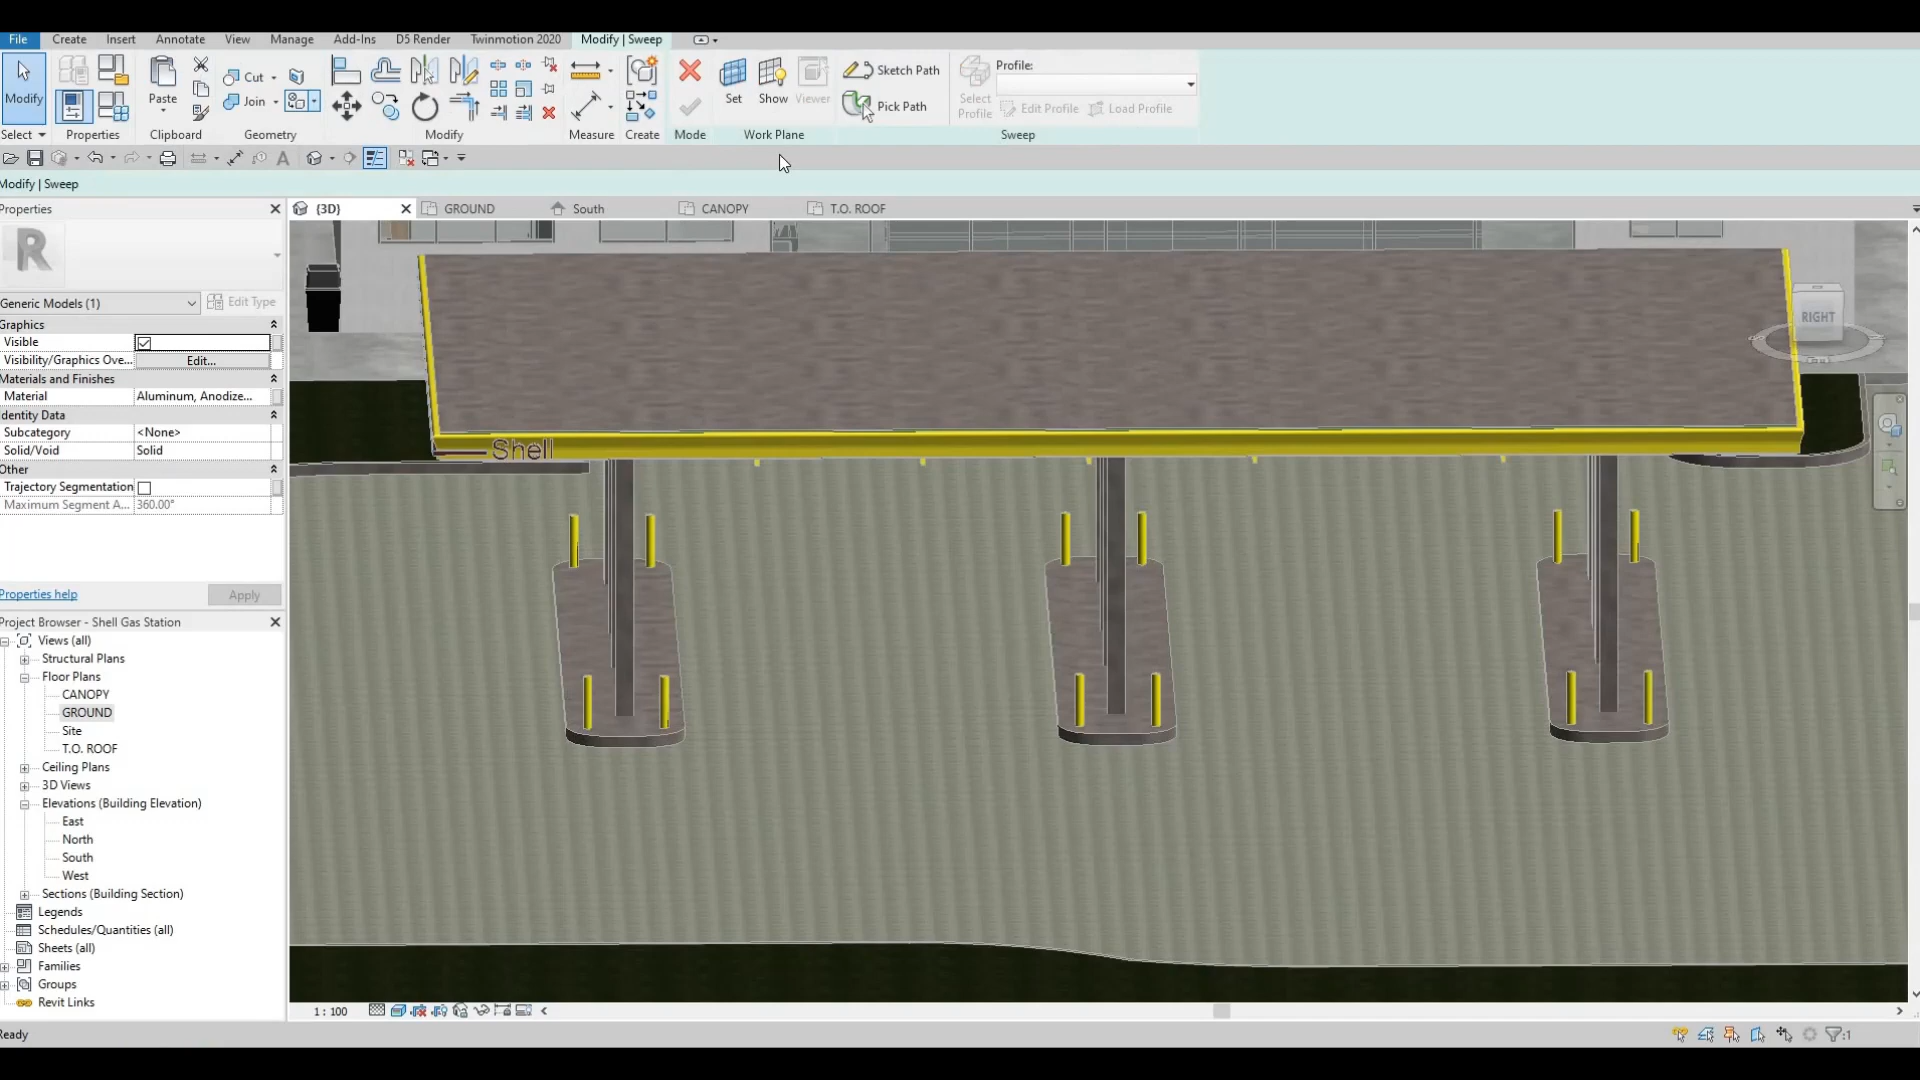 File Create Insert Annotate View Manage Add-Ins D5 Render Twinmotion 2020 Modify | Sweep
Modify
Paste
Cut
Join
Set
Show
Viewer
Sketch Path
Pick Path
Select Profile
Profile:
Edit Profile
Load Profile
Select Properties Clipboard Geometry Modify Measure Create Mode Work Plane Sweep
Modify | Sweep
Properties
{3D} GROUND South CANOPY T.O. ROOF
R
Generic Models (1) Edit Type
Graphics
Visible
Visibility/Graphics Ove... Edit...
Materials and Finishes
Material Aluminum, Anodize...
dentity Data
Subcategory <None>
Solid/Void Solid
Other
Trajectory Segmentation
Maximum Segment A... 360.00°
Properties help Apply
Project Browser - Shell Gas Station
Views (all)
Structural Plans
Floor Plans
CANOPY
GROUND
Site
T.O. ROOF
Ceiling Plans
3D Views
Elevations (Building Elevation)
East
North
South
West
Sections (Building Section)
Legends
Schedules/Quantities (all)
Sheets (all)
Families
Groups
Revit Links
RIGHT
Shell
1 : 100
Ready
:1